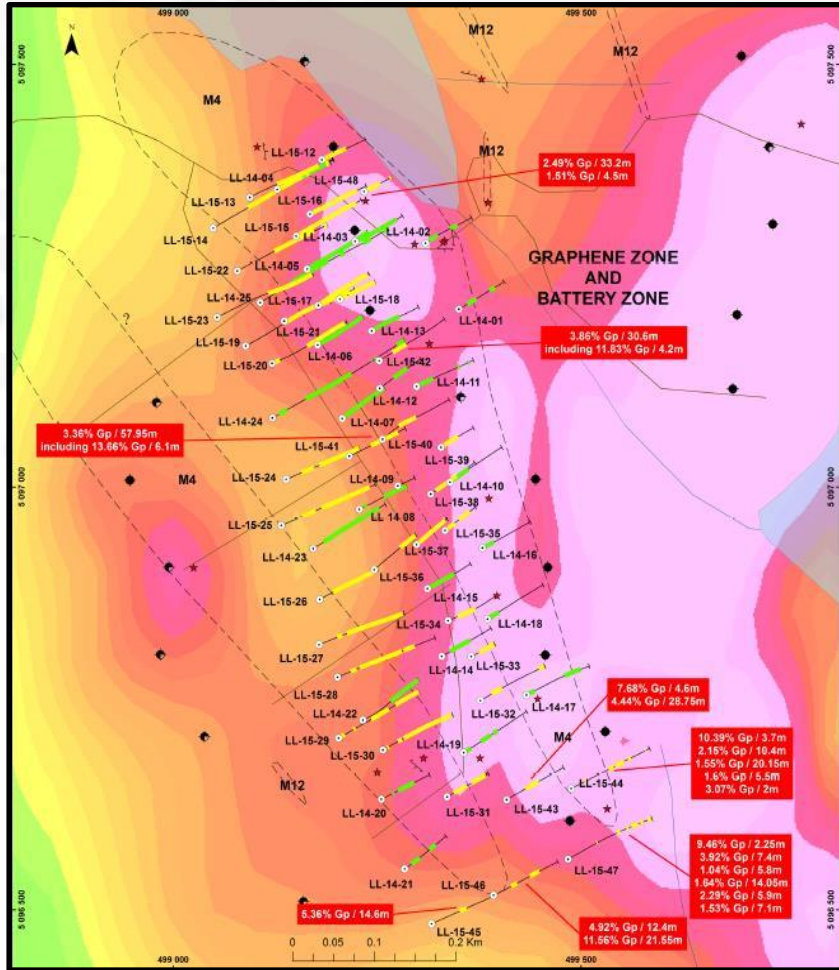 499 000
499 500
N
M12
5 097 500
5 097 500
M12
M4
M12
LL-15-12
2.49% Gp / 33.2m
1.51% Gp / 4.5m
LL-14-04
LL-15-48
LL-15-13
LL-15-16
LL-15-15
LL-14-02
LL-15-14
LL-14-03
GRAPHENE ZONE
AND
BATTERY ZONE
LL-15-22
LL-14-05
LL-14-25
LL-15-17
LL-15-18
LL-14-01
LL-15-23
LL-15-21
LL-14-13
?
3.86% Gp / 30.6m
including 11.83% Gp / 4.2m
LL-15-19
LL-14-06
LL-15-20
LL-15-42
LL-14-11
LL-14-12
LL-14-24
LL-14-07
3.36% Gp / 57.95m
including 13.66% Gp / 6.1m
LL-15-41
LL-15-40
LL-15-39
LL-15-24
M4
LL-14-09
LL-14-10
5 097 000
5 097 000
LL-15-38
LL-15-25
LL-14-08
LL-15-35
LL-14-23
LL-15-37
LL-14-16
LL-15-36
LL-15-26
LL-14-15
LL-15-34
LL-14-18
LL-15-27
LL-14-14
LL-15-33
LL-15-28
7.68% Gp / 4.6m
4.44% Gp / 28.75m
LL-14-22
LL-15-32
LL-14-17
LL-15-29
M4
LL-15-30
LL-14-19
10.39% Gp / 3.7m
2.15% Gp / 10.4m
1.55% Gp / 20.15m
1.6% Gp / 5.5m
3.07% Gp / 2m
M12
LL-15-44
LL-14-20
LL-15-31
LL-15-43
9.46% Gp / 2.25m
3.92% Gp / 7.4m
1.04% Gp / 5.8m
1.64% Gp / 14.05m
2.29% Gp / 5.9m
1.53% Gp / 7.1m
LL-15-47
LL-14-21
LL-15-46
5.36% Gp / 14.6m
4.92% Gp / 12.4m
11.56% Gp / 21.55m
5 096 500
5 096 500
LL-15-45
0 0.05 0.1 0.2 Km
499 000
499 500